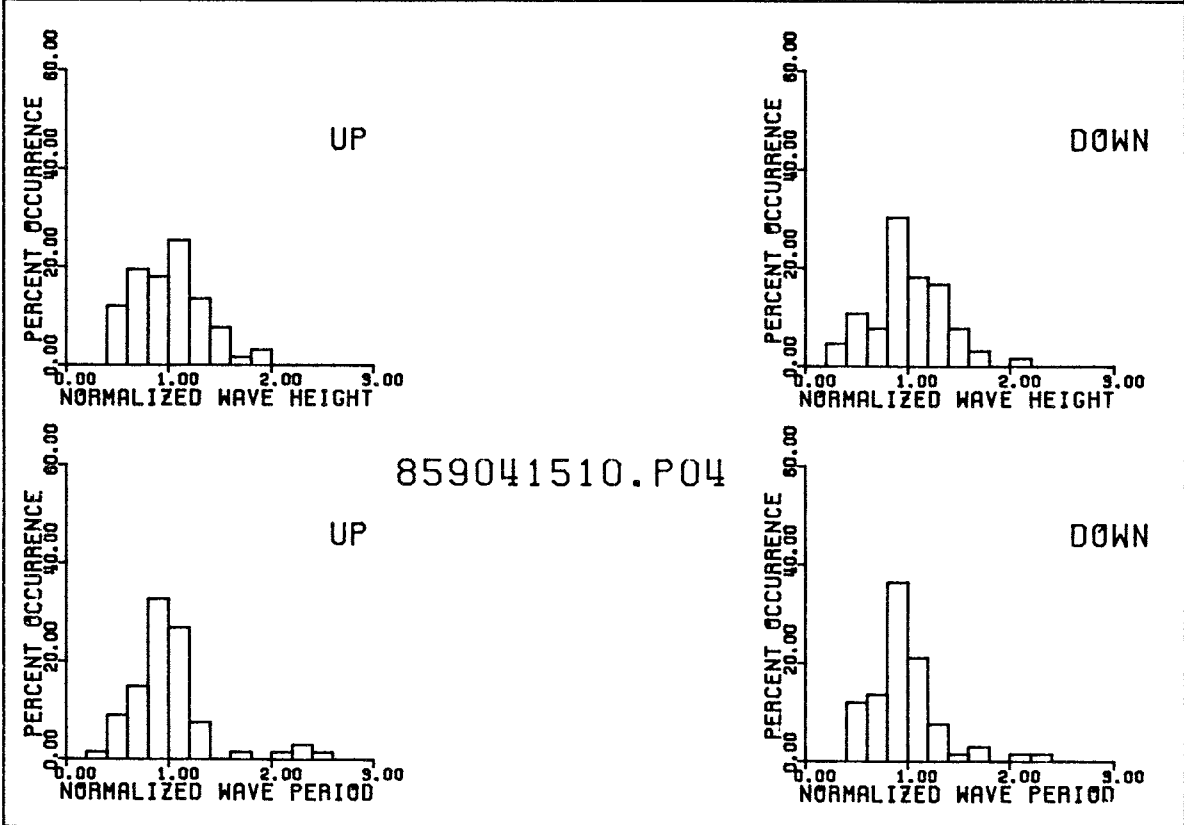 60.00
40.00
20.00
0.00
PERCENT OCCURRENCE
UP
0.00 1.00 2.00 3.00
NORMALIZED WAVE HEIGHT
60.00
40.00
20.00
0.00
PERCENT OCCURRENCE
DOWN
0.00 1.00 2.00 3.00
NORMALIZED WAVE HEIGHT
859041510.P04
60.00
40.00
20.00
0.00
PERCENT OCCURRENCE
UP
0.00 1.00 2.00 3.00
NORMALIZED WAVE PERIOD
60.00
40.00
20.00
0.00
PERCENT OCCURRENCE
DOWN
0.00 1.00 2.00 3.00
NORMALIZED WAVE PERIOD